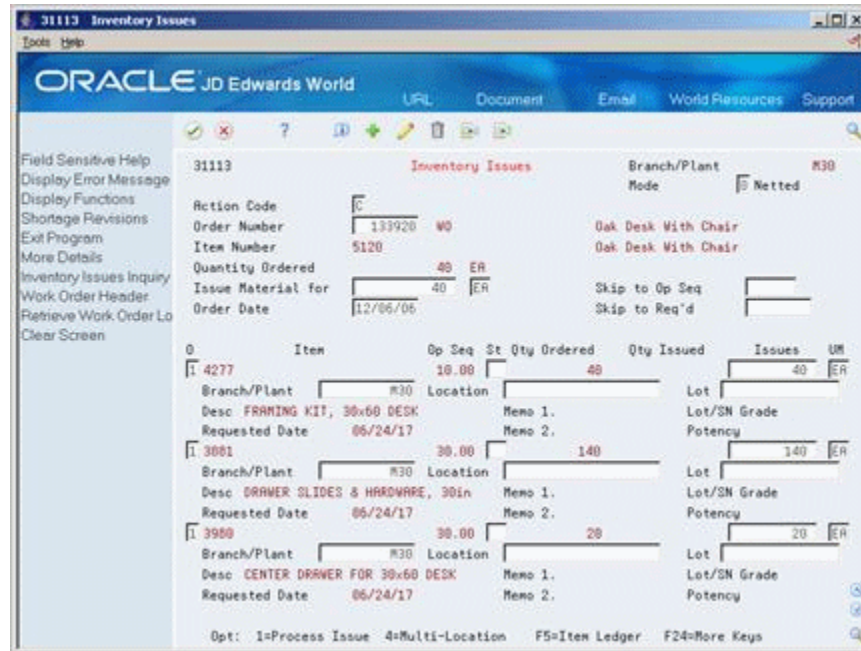 31113 Inventory Issues
Tools Help
ORACLE JD Edwards World
URL Document Email World Resources Support
Field Sensitive Help
Display Error Message
Display Functions
Shortage Revisions
Exit Program
More Details
Inventory Issues Inquiry
Work Order Header
Retrieve Work Order Lo
Clear Screen
31113 Inventory Issues Branch/Plant M30
Mode Netted
Action Code C
Order Number 133920 WO Oak Desk With Chair
Item Number 5120 Oak Desk With Chair
Quantity Ordered 40 EA
Issue Material for 40 EA Skip to Op Seq
Order Date 12/06/06 Skip to Req'd
O Item Op Seq St Qty Ordered Qty Issued Issues UM
1 4277 10.00 40 40 EA
Branch/Plant M30 Location Lot
Desc FRAMING KIT, 30x60 DESK Memo 1. Lot/SN Grade
Requested Date 06/24/17 Memo 2. Potency
1 3081 30.00 140 140 EA
Branch/Plant M30 Location Lot
Desc DRAWER SLIDES & HARDWARE, 30in Memo 1. Lot/SN Grade
Requested Date 06/24/17 Memo 2. Potency
1 3980 30.00 20 20 EA
Branch/Plant M30 Location Lot
Desc CENTER DRAWER FOR 30x60 DESK Memo 1. Lot/SN Grade
Requested Date 06/24/17 Memo 2. Potency
Opt: 1=Process Issue 4=Multi-Location F5=Item Ledger F24=More Keys